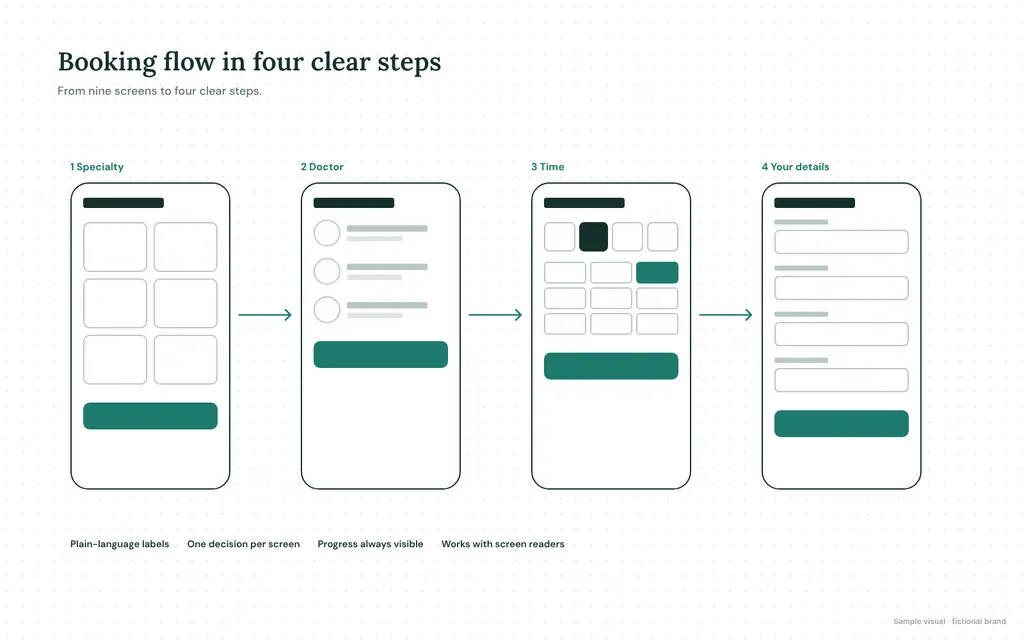 Booking flow in four clear steps
From nine screens to four clear steps.
1 Specialty
2 Doctor
3 Time
4 Your details
Plain-language labels
One decision per screen
Progress always visible
Works with screen readers
Sample visual · fictional brand